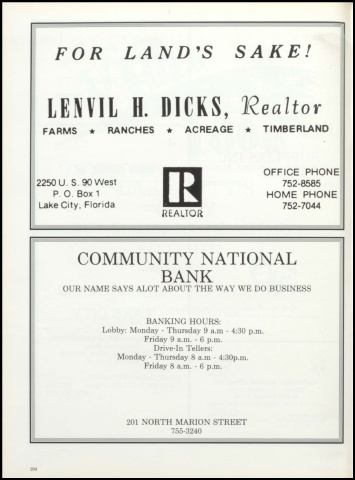 FOR LAND'S SAKE!
LENVIL H. DICKS, Realtor
FARMS ★ RANCHES ★ ACREAGE ★ TIMBERLAND
2250 U. S. 90 West
P. O. Box 1
Lake City, Florida
R
REALTOR
OFFICE PHONE
752-8585
HOME PHONE
752-7044
COMMUNITY NATIONAL
BANK
OUR NAME SAYS ALOT ABOUT THE WAY WE DO BUSINESS
BANKING HOURS:
Lobby: Monday - Thursday 9 a.m - 4:30 p.m.
Friday 9 a.m. - 6 p.m.
Drive-In Tellers:
Monday - Thursday 8 a.m - 4:30p.m.
Friday 8 a.m. - 6 p.m.
201 NORTH MARION STREET
755-3240